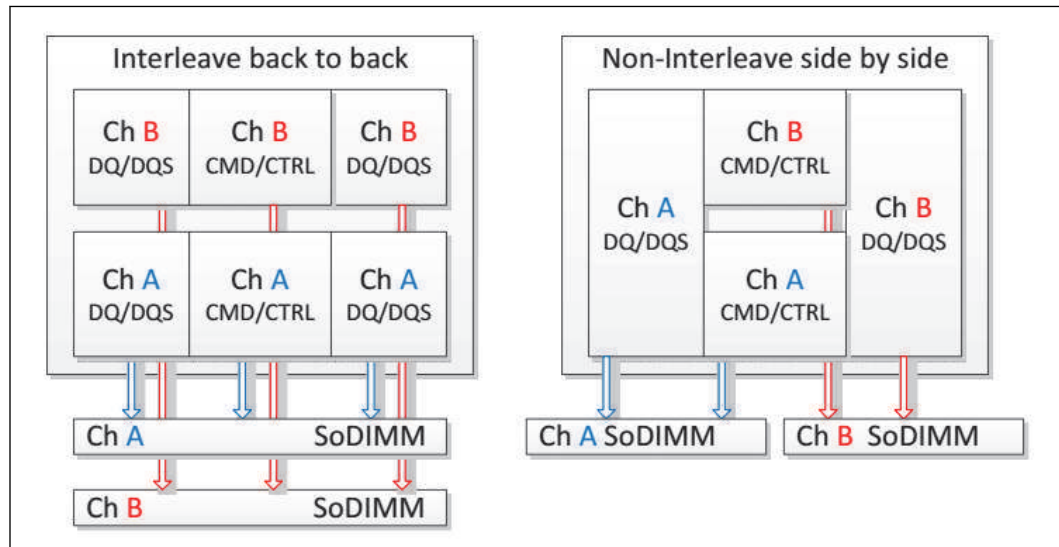 Interleave back to back
Ch B
DQ/DQS
Ch B
CMD/CTRL
Ch B
DQ/DQS
Ch A
DQ/DQS
Ch A
CMD/CTRL
Ch A
DQ/DQS
Ch A SoDIMM
Ch B SoDIMM
Non-Interleave side by side
Ch A
DQ/DQS
Ch B
CMD/CTRL
Ch A
CMD/CTRL
Ch B
DQ/DQS
Ch A SoDIMM
Ch B SoDIMM